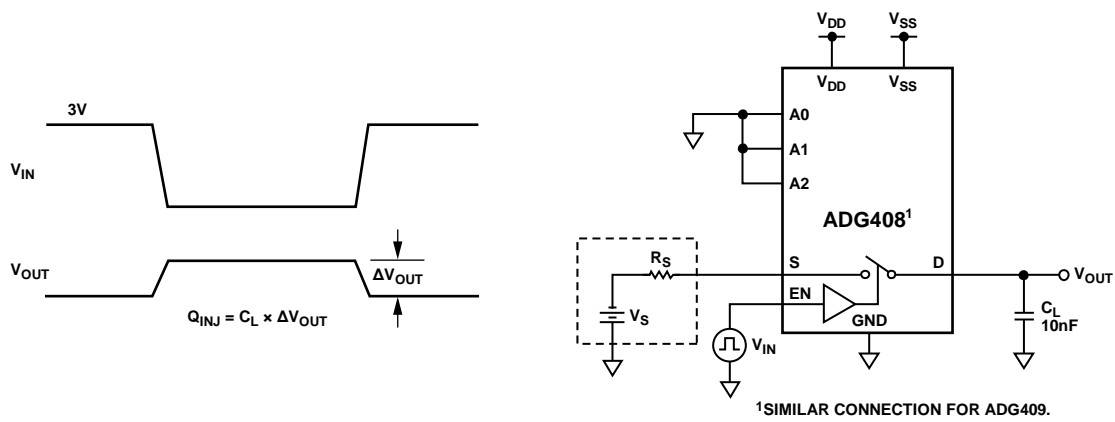 3V
VIN
VOUT
ΔVOUT
QINJ = CL × ΔVOUT
VDD
VSS
VDD
VSS
A0
A1
A2
ADG408¹
RS
S
D
VOUT
EN
VS
GND
CL
10nF
VIN
¹SIMILAR CONNECTION FOR ADG409.